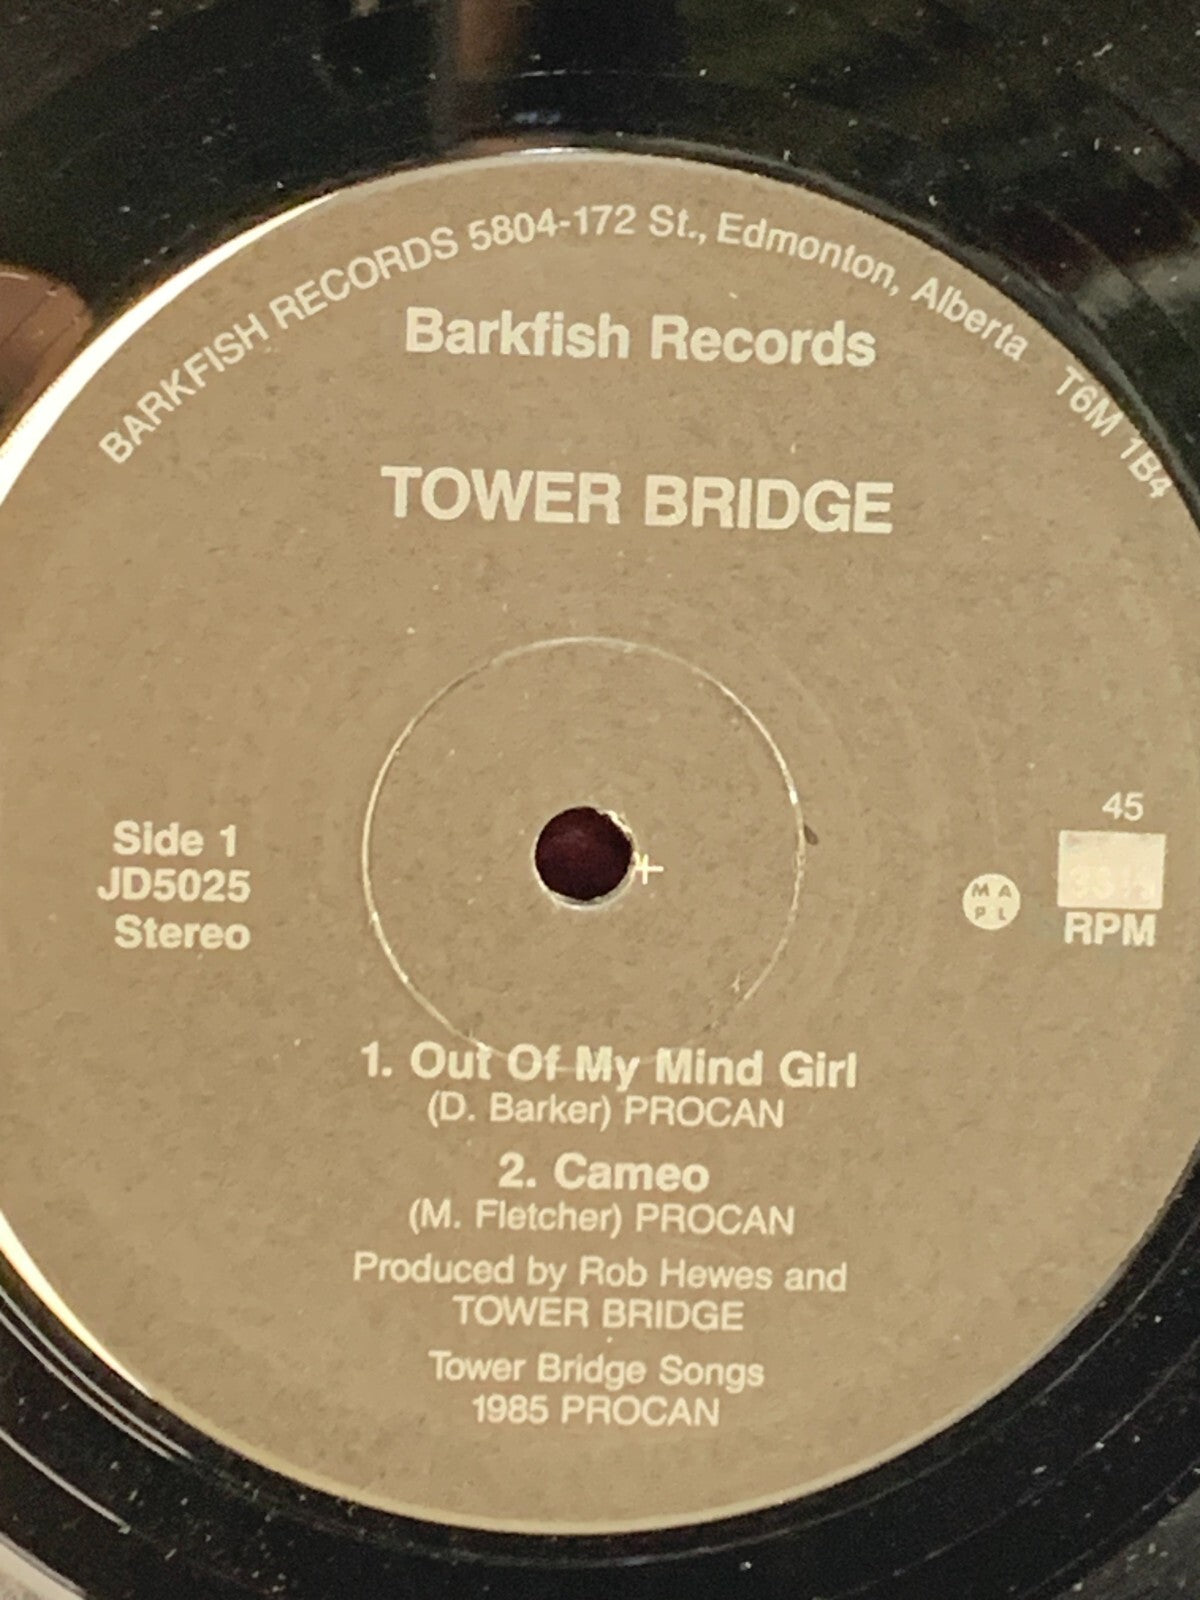 BARKFISH RECORDS 5804-172 St., Edmonton, Alberta T6M 1B4
Barkfish Records
TOWER BRIDGE
Side 1
JD5025
Stereo
45
33⅓
RPM
M A
P L
1. Out Of My Mind Girl
(D. Barker) PROCAN
2. Cameo
(M. Fletcher) PROCAN
Produced by Rob Hewes and
TOWER BRIDGE
Tower Bridge Songs
1985 PROCAN